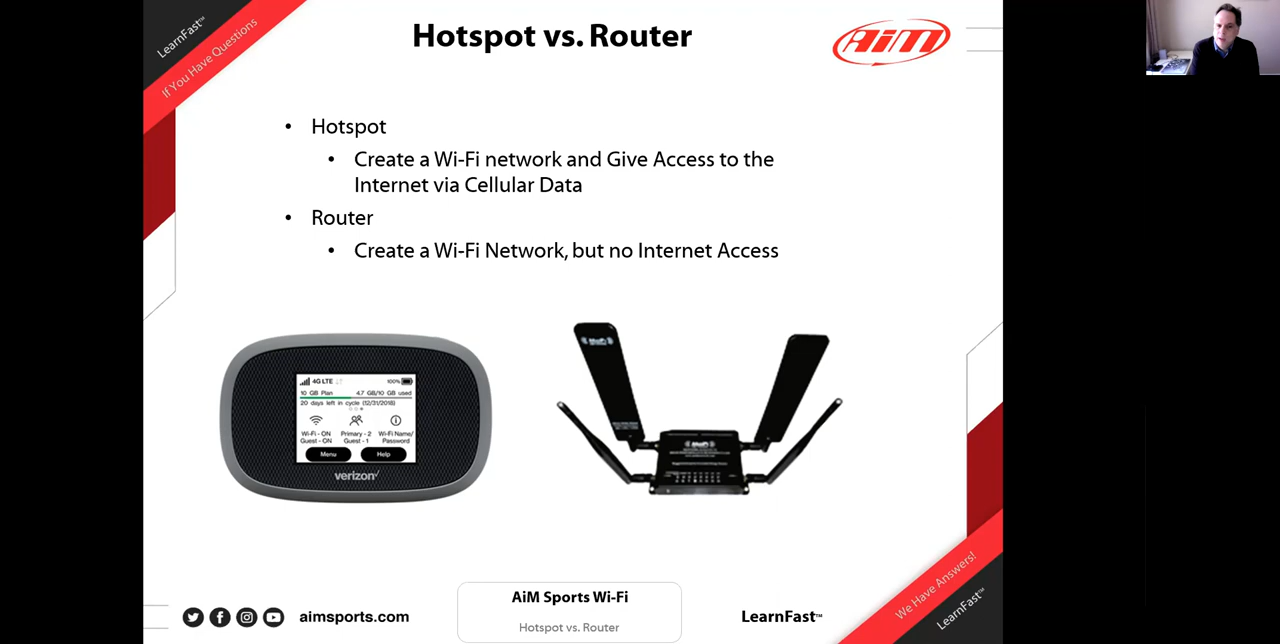 LearnFast™
If You Have Questions
Hotspot vs. Router
AiM
• Hotspot
• Create a Wi-Fi network and Give Access to the
Internet via Cellular Data
• Router
• Create a Wi-Fi Network, but no Internet Access
4G LTE
100%
10 GB Plan 4.7 GB/10 GB used
20 days left in cycle (12/31/2018)
Wi-Fi - ON Primary - 2 Wi-Fi Name/
Guest - ON Guest - 1 Password
Menu Help
verizon✓
We Have Answers!
LearnFast™
aimsports.com
AiM Sports Wi-Fi
Hotspot vs. Router
LearnFast™